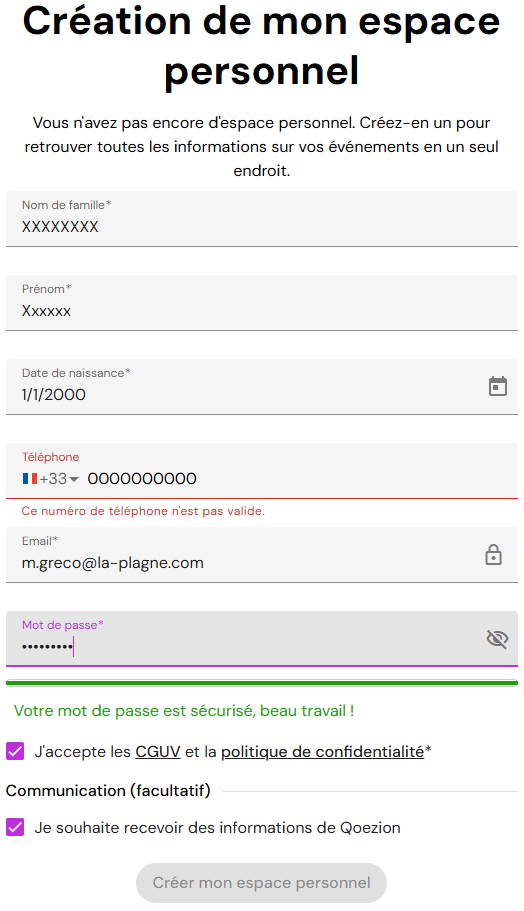 Création de mon espace
personnel
Vous n'avez pas encore d'espace personnel. Créez-en un pour
retrouver toutes les informations sur vos événements en un seul
endroit.
Nom de famille*
XXXXXXXX
Prénom*
Xxxxxx
Date de naissance*
1/1/2000
Téléphone
+33 0000000000
Ce numéro de téléphone n'est pas valide.
Email*
m.greco@la-plagne.com
Mot de passe*
•••••••••
Votre mot de passe est sécurisé, beau travail !
J'accepte les CGUV et la politique de confidentialité*
Communication (facultatif)
Je souhaite recevoir des informations de Qoezion
Créer mon espace personnel